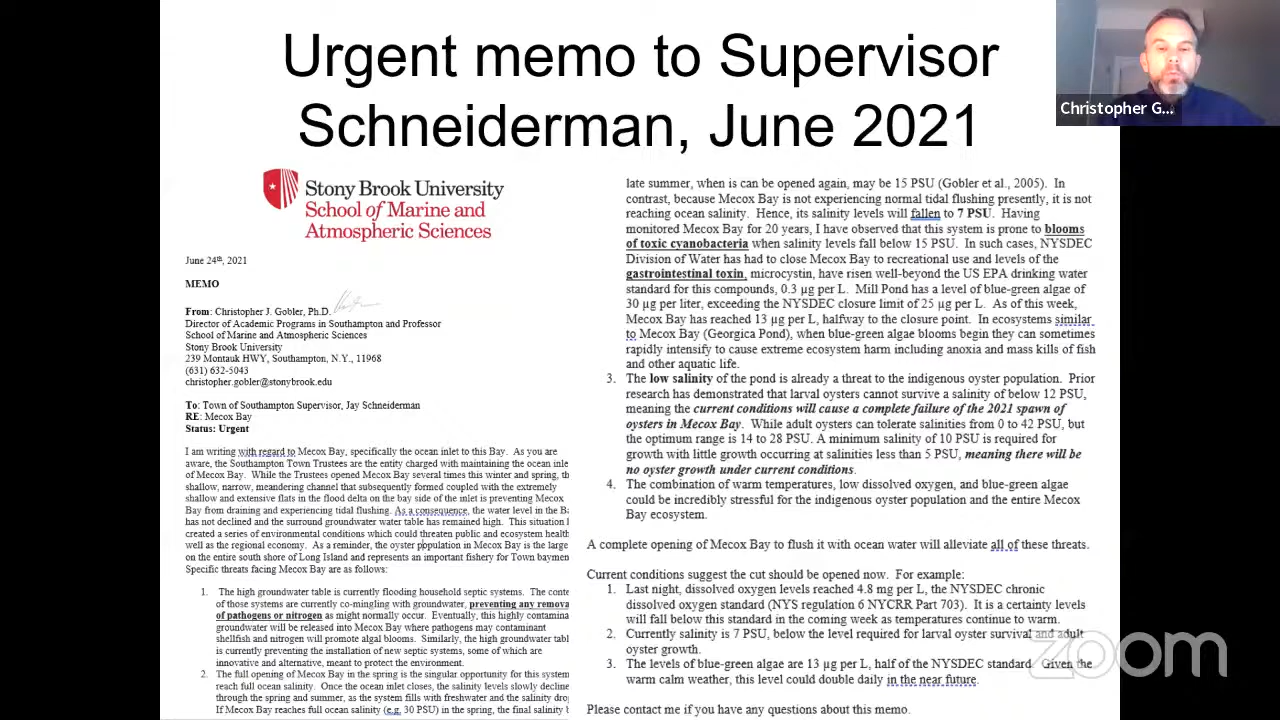 Urgent memo to Supervisor
Schneiderman, June 2021
Christopher G...
Stony Brook University
School of Marine and
Atmospheric Sciences
June 24th, 2021
MEMO
From: Christopher J. Gobler, Ph.D.
Director of Academic Programs in Southampton and Professor
School of Marine and Atmospheric Sciences
Stony Brook University
239 Montauk HWY, Southampton, N.Y., 11968
(631) 632-5043
christopher.gobler@stonybrook.edu
To: Town of Southampton Supervisor, Jay Schneiderman
RE: Mecox Bay
Status: Urgent
I am writing with regard to Mecox Bay, specifically the ocean inlet to this Bay. As you are
aware, the Southampton Town Trustees are the entity charged with maintaining the ocean inle
of Mecox Bay. While the Trustees opened Mecox Bay several times this winter and spring, th
shallow, narrow, meandering channel that subsequently formed coupled with the extremely
shallow and extensive flats in the flood delta on the bay side of the inlet is preventing Mecox
Bay from draining and experiencing tidal flushing. As a consequence, the water level in the Ba
has not declined and the surround groundwater water table has remained high. This situation l
created a series of environmental conditions which could threaten public and ecosystem health
well as the regional economy. As a reminder, the oyster population in Mecox Bay is the large
on the entire south shore of Long Island and represents an important fishery for Town baymen
Specific threats facing Mecox Bay are as follows:
1. The high groundwater table is currently flooding household septic systems. The conte
of those systems are currently co-mingling with groundwater, preventing any remova
of pathogens or nitrogen as might normally occur. Eventually, this highly contamina
groundwater will be released into Mecox Bay where pathogens may contaminant
shellfish and nitrogen will promote algal blooms. Similarly, the high groundwater tabl
is currently preventing the installation of new septic systems, some of which are
innovative and alternative, meant to protect the environment.
2. The full opening of Mecox Bay in the spring is the singular opportunity for this system
reach full ocean salinity. Once the ocean inlet closes, the salinity levels slowly decline
through the spring and summer, as the system fills with freshwater and the salinity drop
If Mecox Bay reaches full ocean salinity (e.g. 30 PSU) in the spring, the final salinity b
late summer, when is can be opened again, may be 15 PSU (Gobler et al., 2005). In
contrast, because Mecox Bay is not experiencing normal tidal flushing presently, it is not
reaching ocean salinity. Hence, its salinity levels will fallen to 7 PSU. Having
monitored Mecox Bay for 20 years, I have observed that this system is prone to blooms
of toxic cyanobacteria when salinity levels fall below 15 PSU. In such cases, NYSDEC
Division of Water has had to close Mecox Bay to recreational use and levels of the
gastrointestinal toxin, microcystin, have risen well-beyond the US EPA drinking water
standard for this compounds, 0.3 µg per L. Mill Pond has a level of blue-green algae of
30 µg per liter, exceeding the NYSDEC closure limit of 25 µg per L. As of this week,
Mecox Bay has reached 13 µg per L, halfway to the closure point. In ecosystems similar
to Mecox Bay (Georgica Pond), when blue-green algae blooms begin they can sometimes
rapidly intensify to cause extreme ecosystem harm including anoxia and mass kills of fish
and other aquatic life.
3. The low salinity of the pond is already a threat to the indigenous oyster population. Prior
research has demonstrated that larval oysters cannot survive a salinity of below 12 PSU,
meaning the current conditions will cause a complete failure of the 2021 spawn of
oysters in Mecox Bay. While adult oysters can tolerate salinities from 0 to 42 PSU, but
the optimum range is 14 to 28 PSU. A minimum salinity of 10 PSU is required for
growth with little growth occurring at salinities less than 5 PSU, meaning there will be
no oyster growth under current conditions.
4. The combination of warm temperatures, low dissolved oxygen, and blue-green algae
could be incredibly stressful for the indigenous oyster population and the entire Mecox
Bay ecosystem.
A complete opening of Mecox Bay to flush it with ocean water will alleviate all of these threats.
Current conditions suggest the cut should be opened now. For example:
1. Last night, dissolved oxygen levels reached 4.8 mg per L, the NYSDEC chronic
dissolved oxygen standard (NYS regulation 6 NYCRR Part 703). It is a certainty levels
will fall below this standard in the coming week as temperatures continue to warm.
2. Currently salinity is 7 PSU, below the level required for larval oyster survival and adult
oyster growth.
3. The levels of blue-green algae are 13 µg per L, half of the NYSDEC standard. Given the
warm calm weather, this level could double daily in the near future.
Please contact me if you have any questions about this memo.
zoom